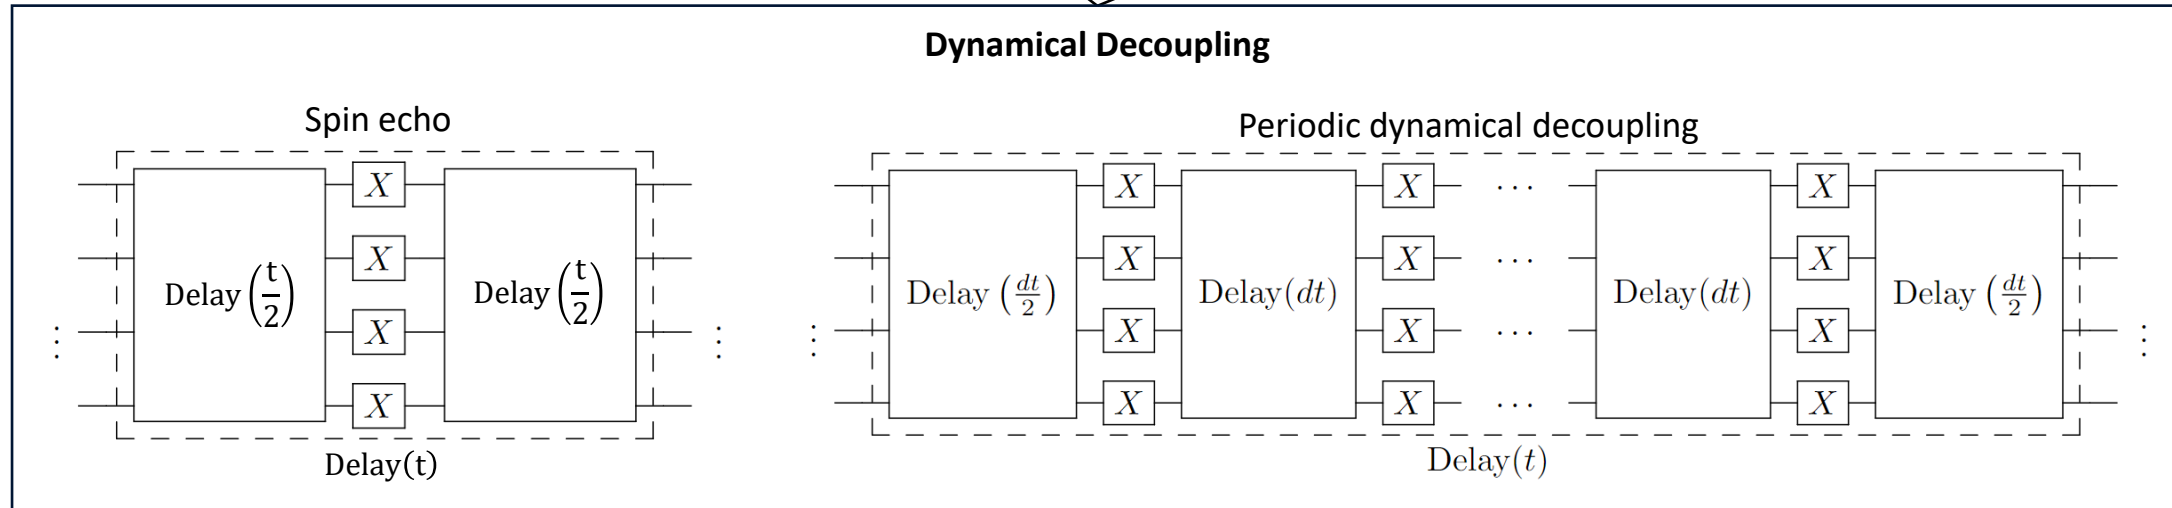 Dynamical Decoupling
Spin echo
X
X
X
X
Delay(t/2)
Delay(t/2)
⋮
⋮
Delay(t)
Periodic dynamical decoupling
X X ··· X
X X ··· X
Delay(dt/2) Delay(dt) Delay(dt) Delay(dt/2)
X X ··· X
⋮ ⋮
X X ··· X
Delay(t)